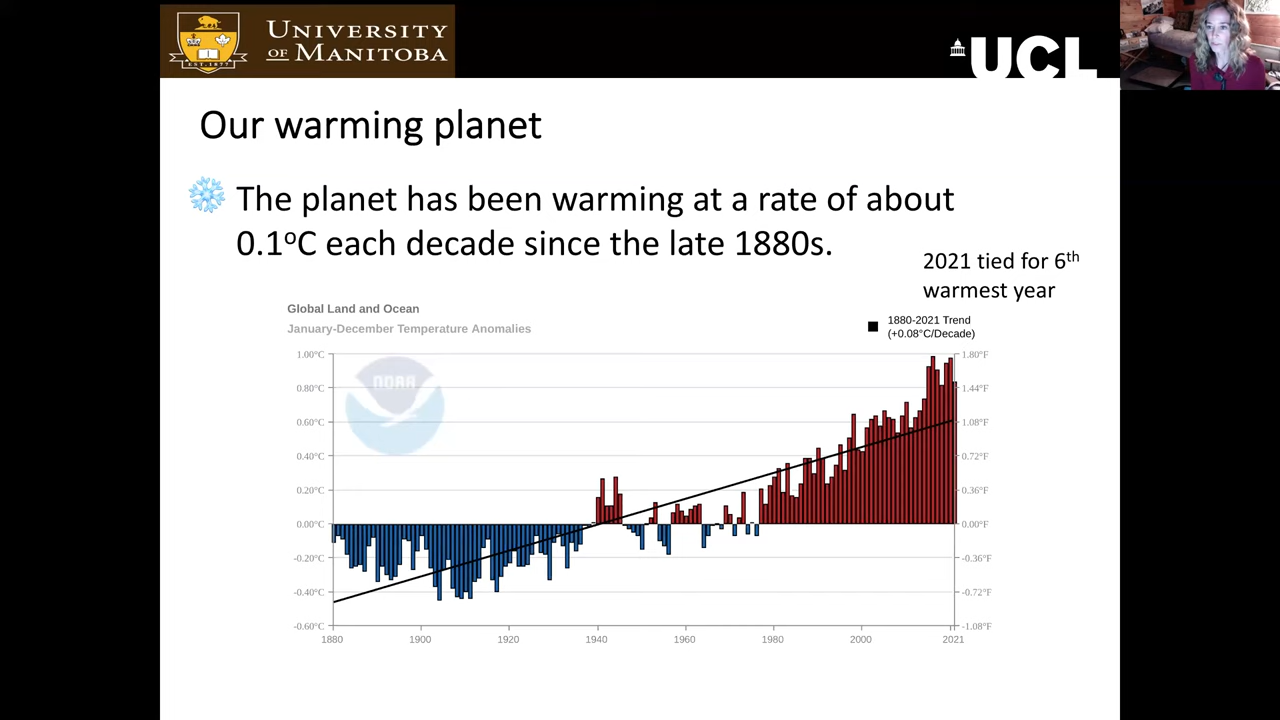 UNIVERSITY
OF MANITOBA
EST. 1877
UCL
Our warming planet
The planet has been warming at a rate of about
0.1°C each decade since the late 1880s.
2021 tied for 6th
warmest year
Global Land and Ocean
January-December Temperature Anomalies
1880-2021 Trend
(+0.08°C/Decade)
NOAA
1.00°C 1.80°F
0.80°C 1.44°F
0.60°C 1.08°F
0.40°C 0.72°F
0.20°C 0.36°F
0.00°C 0.00°F
-0.20°C -0.36°F
-0.40°C -0.72°F
-0.60°C -1.08°F
1880 1900 1920 1940 1960 1980 2000 2021